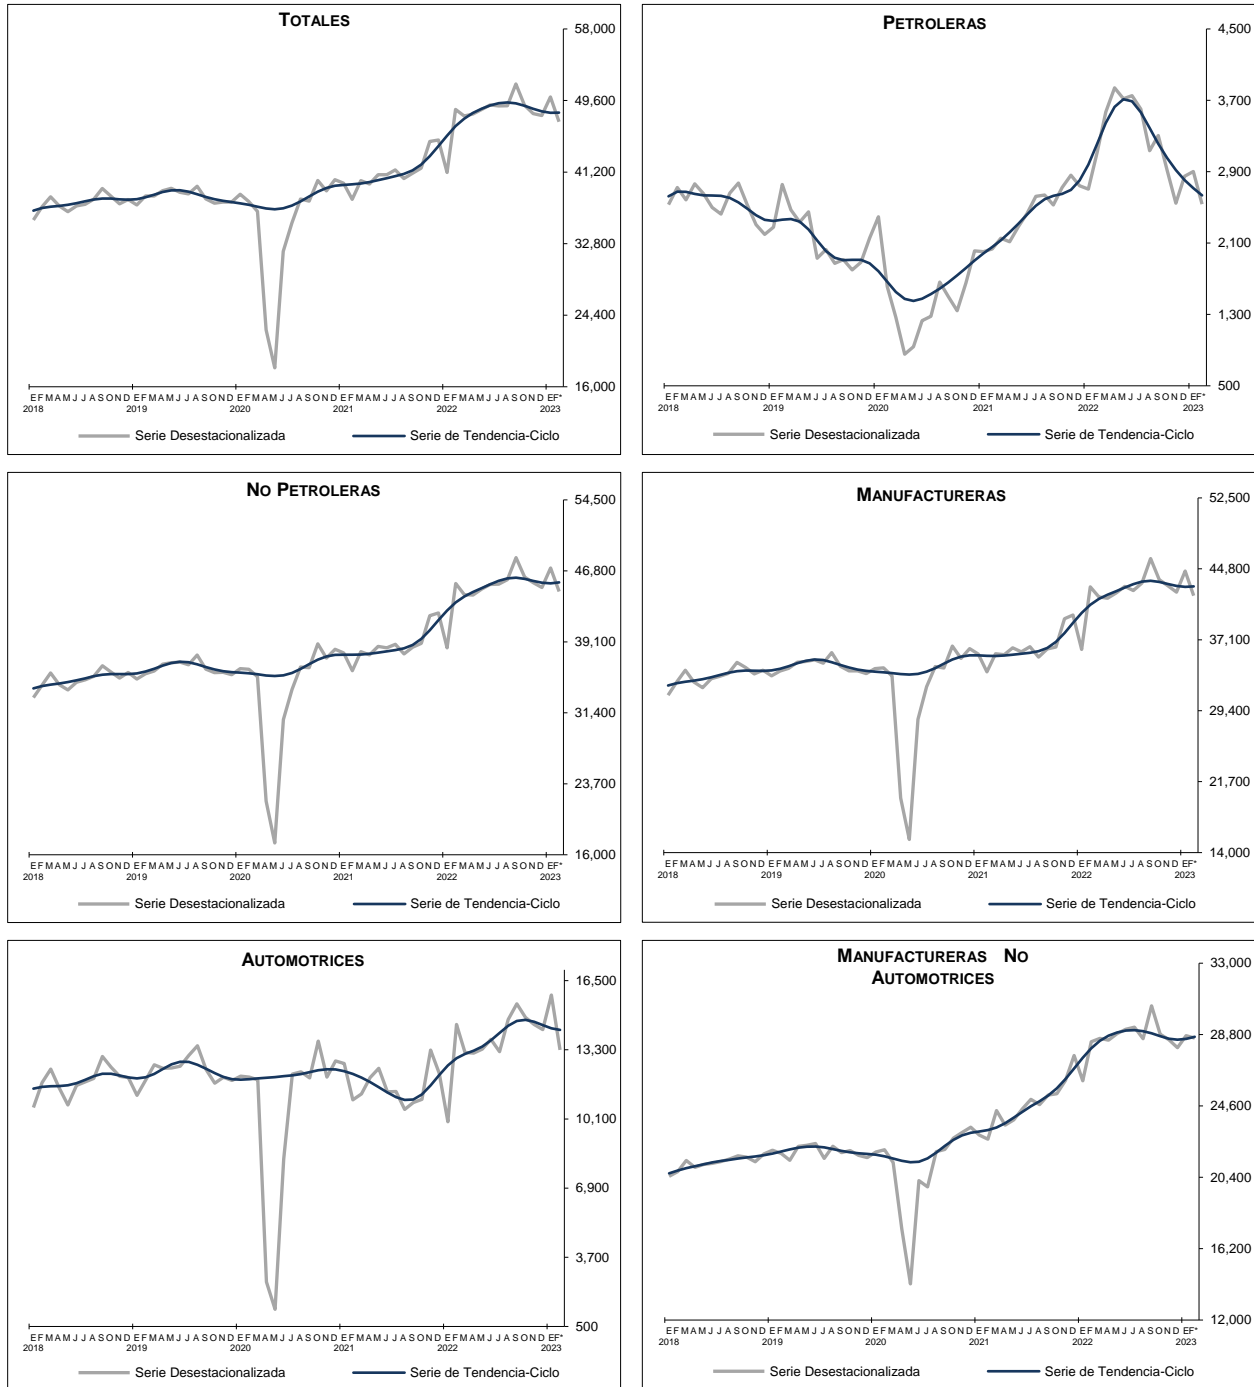 TOTALES
58,000
49,600
41,200
32,800
24,400
16,000
E F M A M J J A S O N D E F M A M J J A S O N D E F M A M J J A S O N D E F M A M J J A S O N D E F M A M J J A S O N D E F*
2018 2019 2020 2021 2022 2023
Serie Desestacionalizada Serie de Tendencia-Ciclo
PETROLERAS
4,500
3,700
2,900
2,100
1,300
500
E F M A M J J A S O N D E F M A M J J A S O N D E F M A M J J A S O N D E F M A M J J A S O N D E F M A M J J A S O N D E F*
2018 2019 2020 2021 2022 2023
Serie Desestacionalizada Serie de Tendencia-Ciclo
NO PETROLERAS
54,500
46,800
39,100
31,400
23,700
16,000
E F M A M J J A S O N D E F M A M J J A S O N D E F M A M J J A S O N D E F M A M J J A S O N D E F M A M J J A S O N D E F*
2018 2019 2020 2021 2022 2023
Serie Desestacionalizada Serie de Tendencia-Ciclo
MANUFACTURERAS
52,500
44,800
37,100
29,400
21,700
14,000
E F M A M J J A S O N D E F M A M J J A S O N D E F M A M J J A S O N D E F M A M J J A S O N D E F M A M J J A S O N D E F*
2018 2019 2020 2021 2022 2023
Serie Desestacionalizada Serie de Tendencia-Ciclo
AUTOMOTRICES
16,500
13,300
10,100
6,900
3,700
500
E F M A M J J A S O N D E F M A M J J A S O N D E F M A M J J A S O N D E F M A M J J A S O N D E F M A M J J A S O N D E F*
2018 2019 2020 2021 2022 2023
Serie Desestacionalizada Serie de Tendencia-Ciclo
MANUFACTURERAS NO
AUTOMOTRICES
33,000
28,800
24,600
20,400
16,200
12,000
E F M A M J J A S O N D E F M A M J J A S O N D E F M A M J J A S O N D E F M A M J J A S O N D E F M A M J J A S O N D E F*
2018 2019 2020 2021 2022 2023
Serie Desestacionalizada Serie de Tendencia-Ciclo